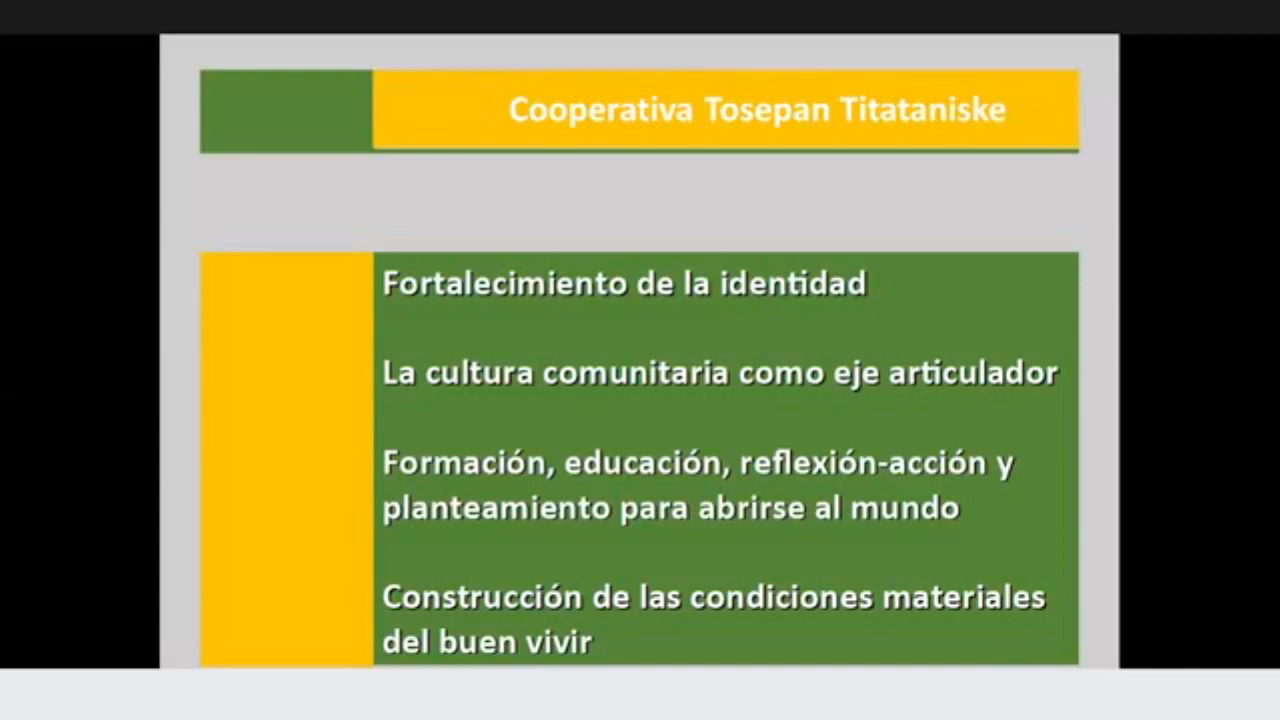 Cooperativa Tosepan Titataniske
Fortalecimiento de la identidad
La cultura comunitaria como eje articulador
Formación, educación, reflexión-acción y
planteamiento para abrirse al mundo
Construcción de las condiciones materiales
del buen vivir